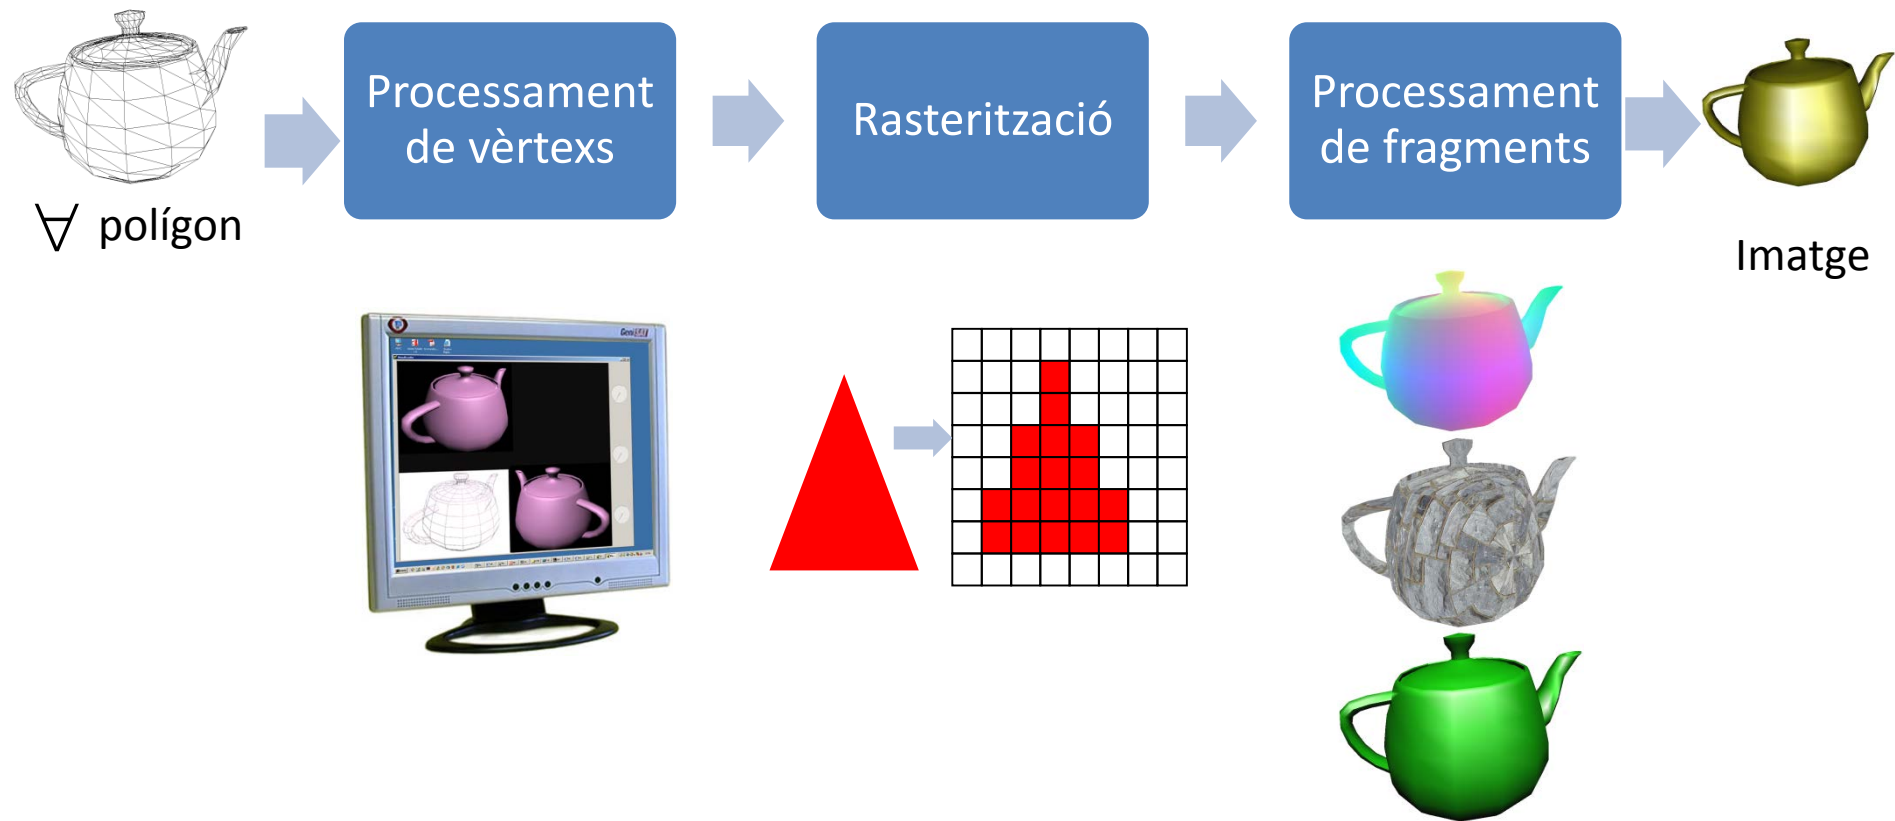 ∀ polígon
Processament
de vèrtexs
Rasterització
Processament
de fragments
Imatge